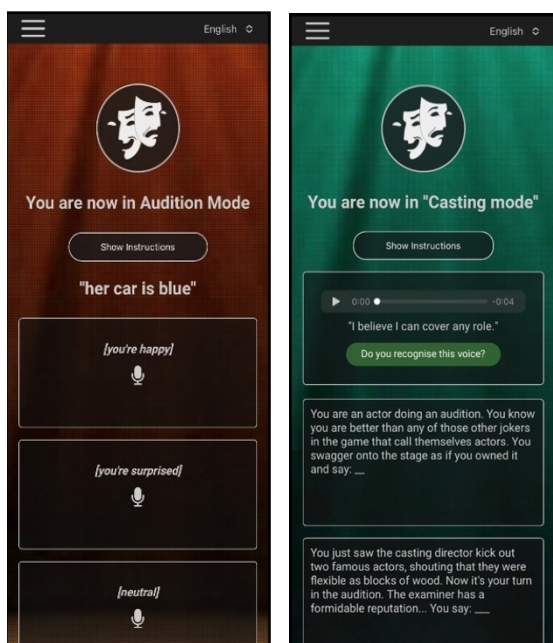 English
You are now in Audition Mode
Show Instructions
"her car is blue"
[you're happy]
[you're surprised]
[neutral]
English
You are now in "Casting mode"
Show Instructions
0:00
-0:04
"I believe I can cover any role."
Do you recognise this voice?
You are an actor doing an audition. You know
you are better than any of those other jokers
in the game that call themselves actors. You
swagger onto the stage as if you owned it
and say: __
You just saw the casting director kick out
two famous actors, shouting that they were
flexible as blocks of wood. Now it's your turn
in the audition. The examiner has a
formidable reputation... You say: ___